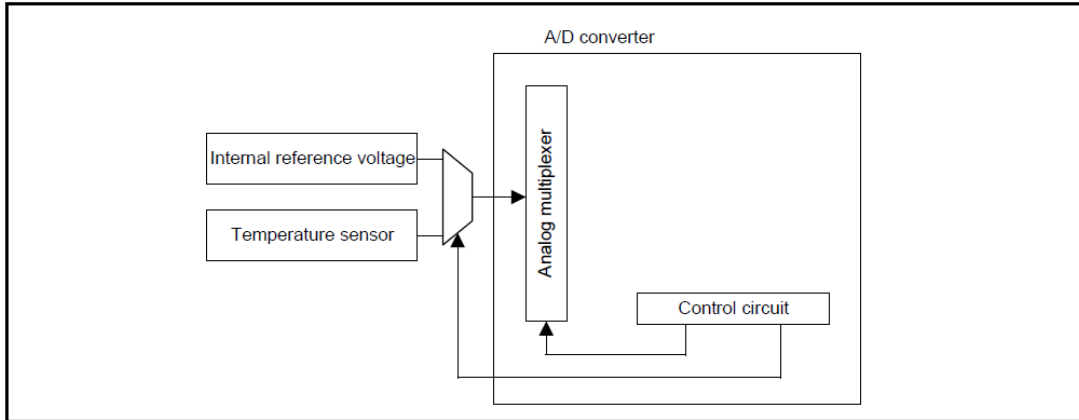 A/D converter
Internal reference voltage
Temperature sensor
Analog multiplexer
Control circuit